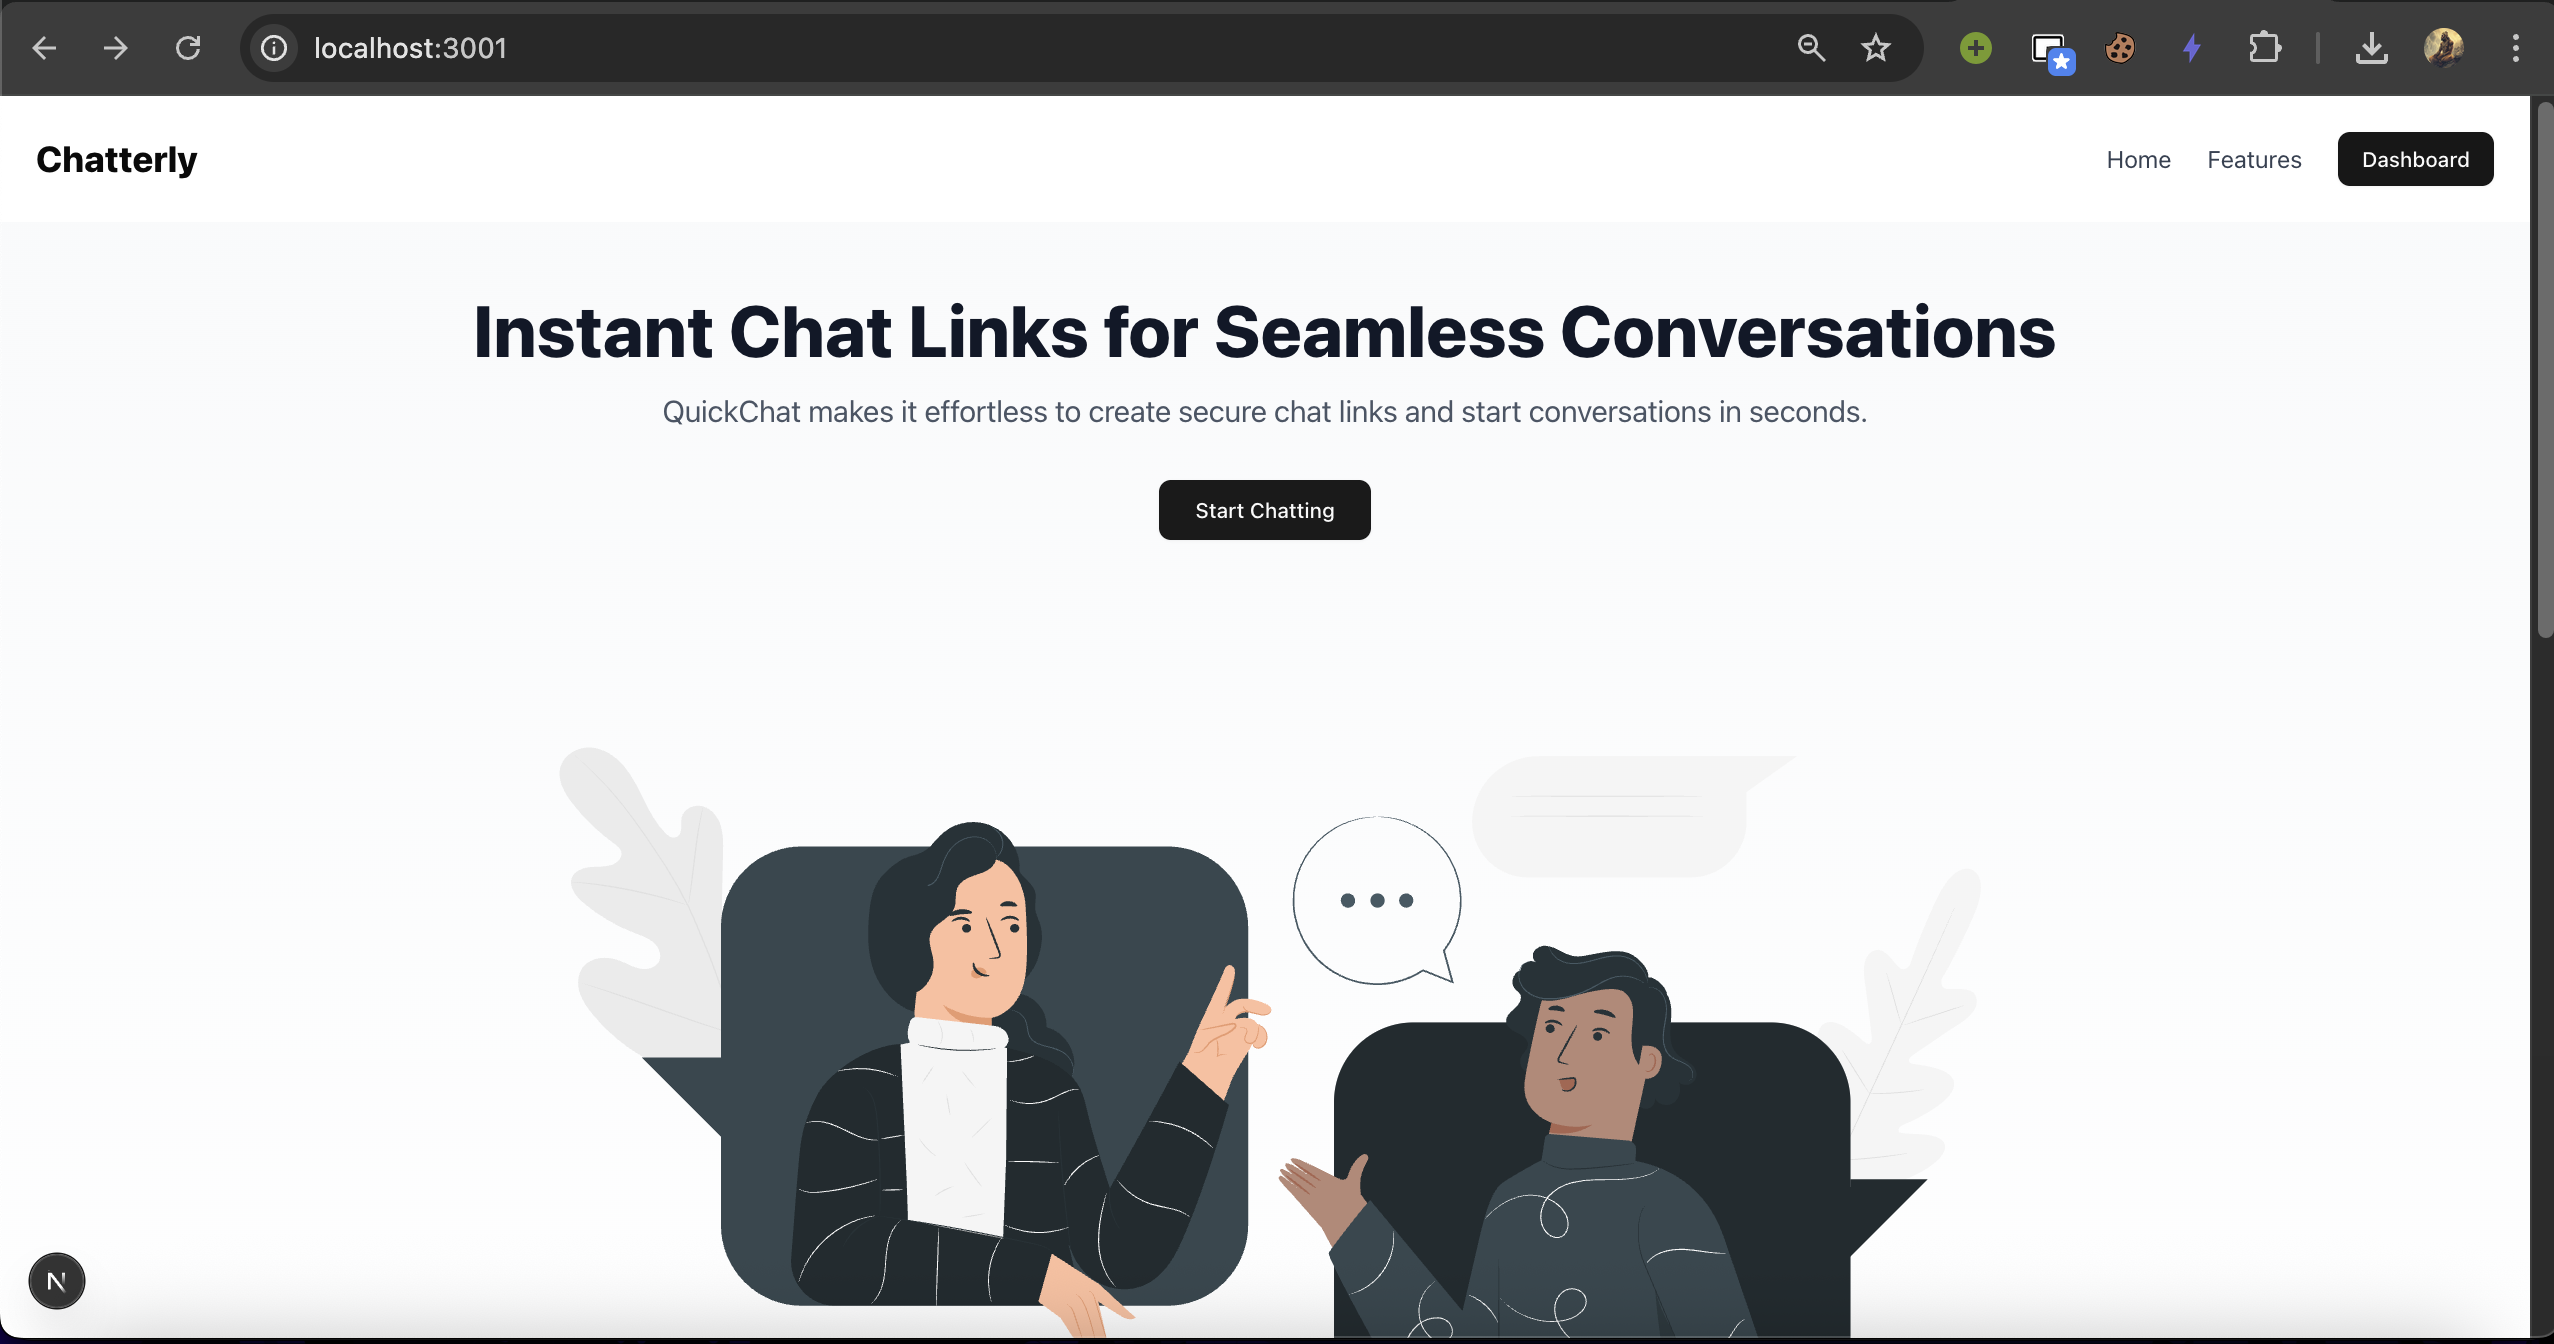 localhost:3001
Chatterly
Home Features Dashboard
Instant Chat Links for Seamless Conversations
QuickChat makes it effortless to create secure chat links and start conversations in seconds.
Start Chatting
N